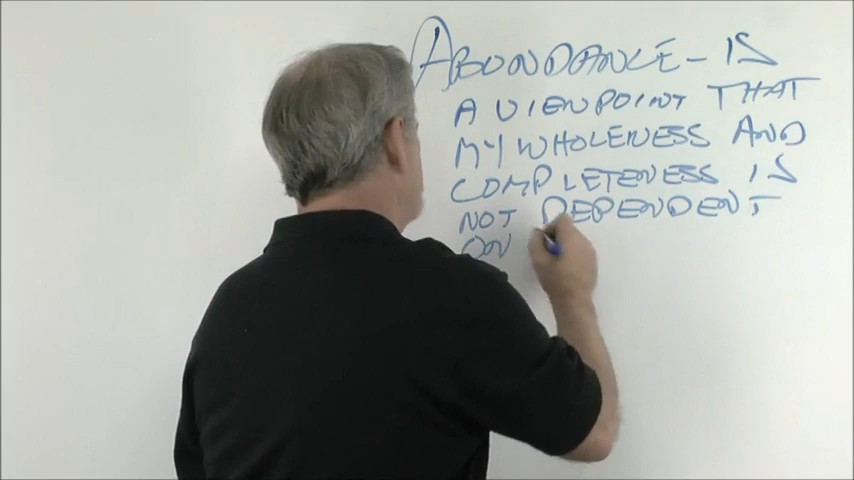 ABUNDANCE - IS
A VIEWPOINT THAT
MY WHOLENESS AND
COMPLETENESS IS
NOT DEPENDENT
ON